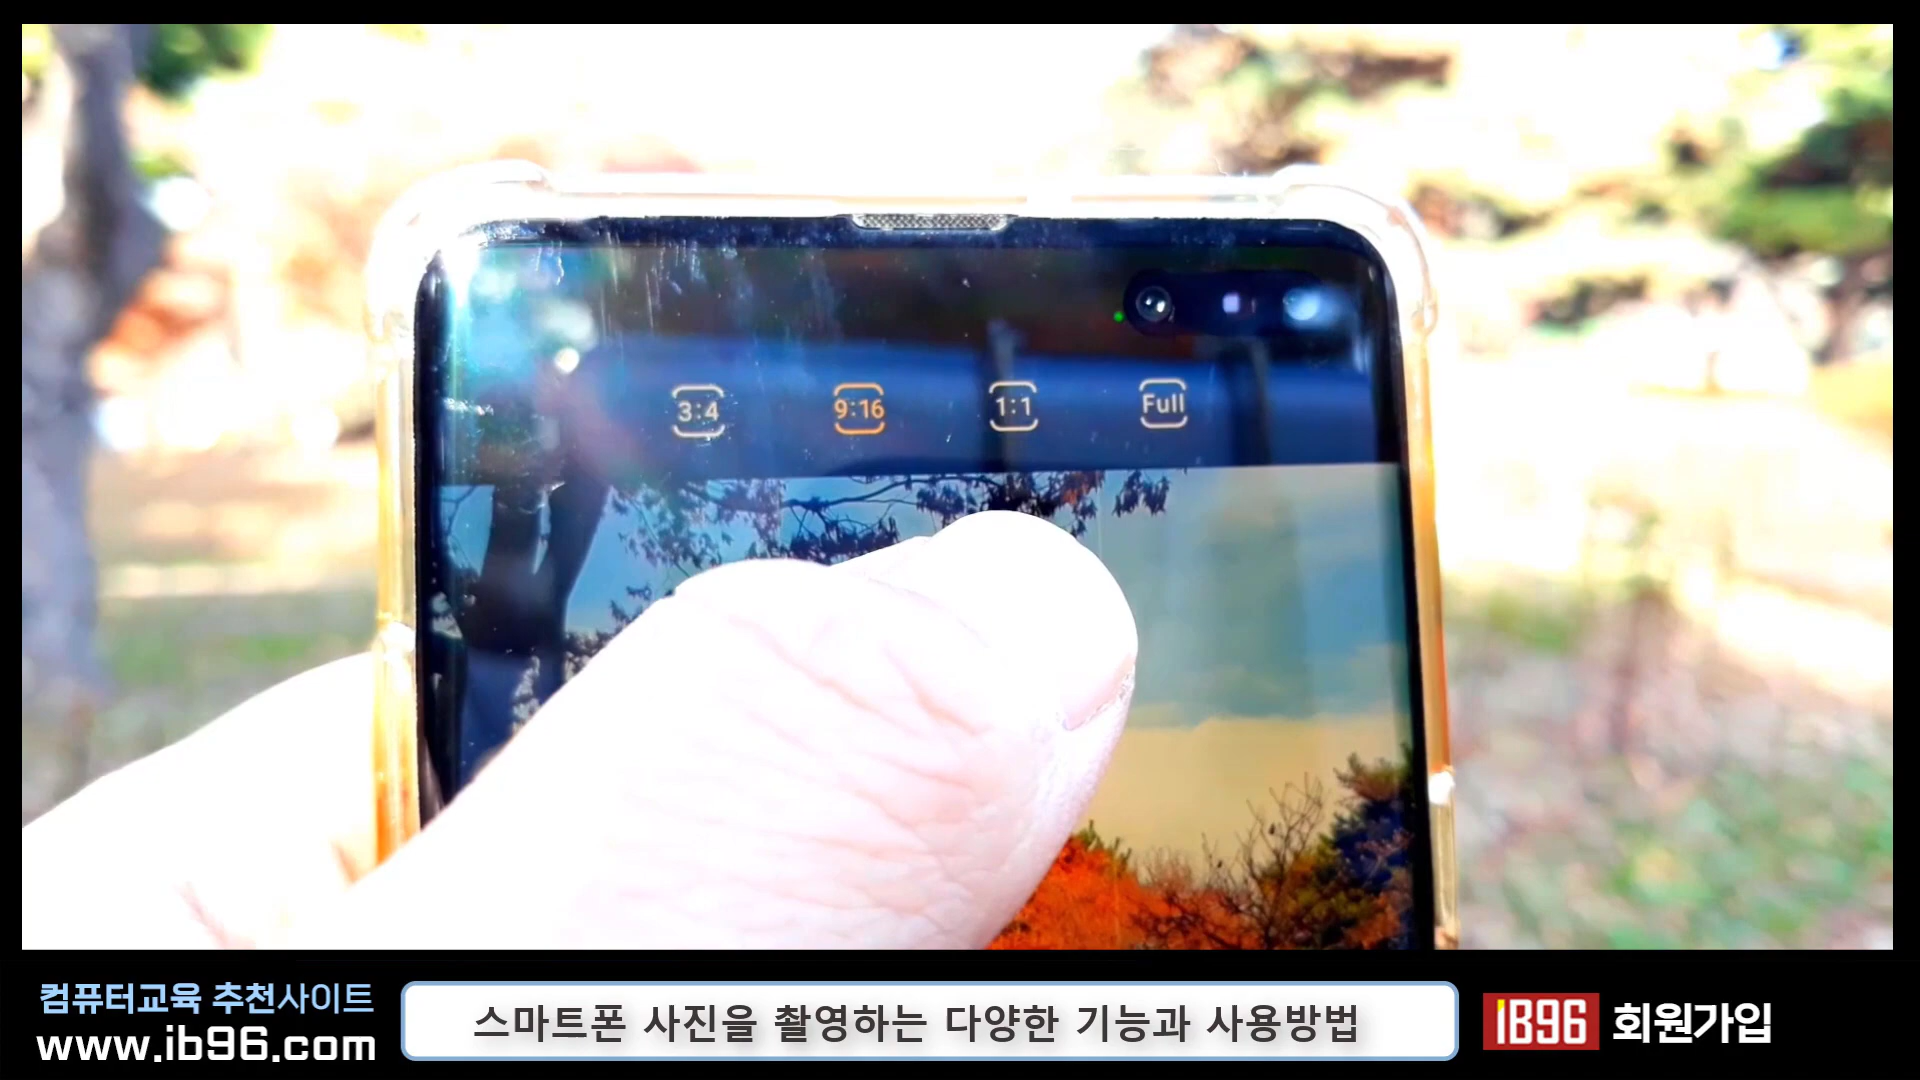 3:4 9:16 1:1 Full
컴퓨터교육 추천사이트
www.ib96.com
스마트폰 사진을 촬영하는 다양한 기능과 사용방법
IB96 회원가입